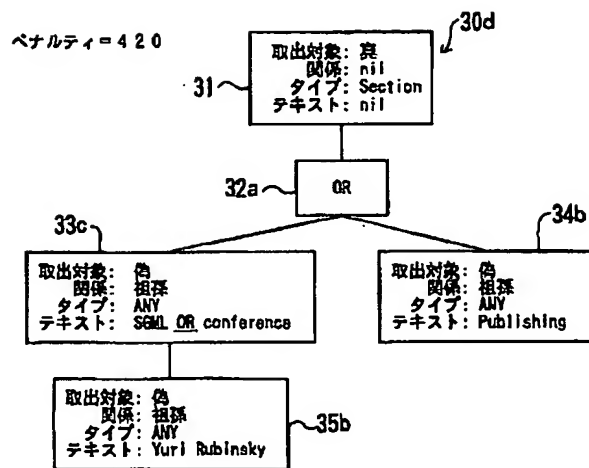 ペナルティ=420
30d
31
取出対象: 真
関係: nil
タイプ: Section
テキスト: nil
32a
OR
33c
34b
取出対象: 偽
関係: 祖孫
タイプ: ANY
テキスト: SGML OR conference
取出対象: 偽
関係: 祖孫
タイプ: ANY
テキスト: Publishing
取出対象: 偽
関係: 祖孫
タイプ: ANY
テキスト: Yuri Rubinsky
35b